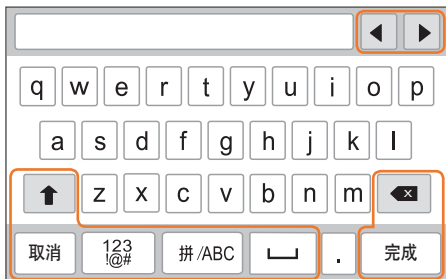 q w e r t y u i o p
a s d f g h j k l
z x c v b n m
取消 123 !@# 拼/ABC . 完成